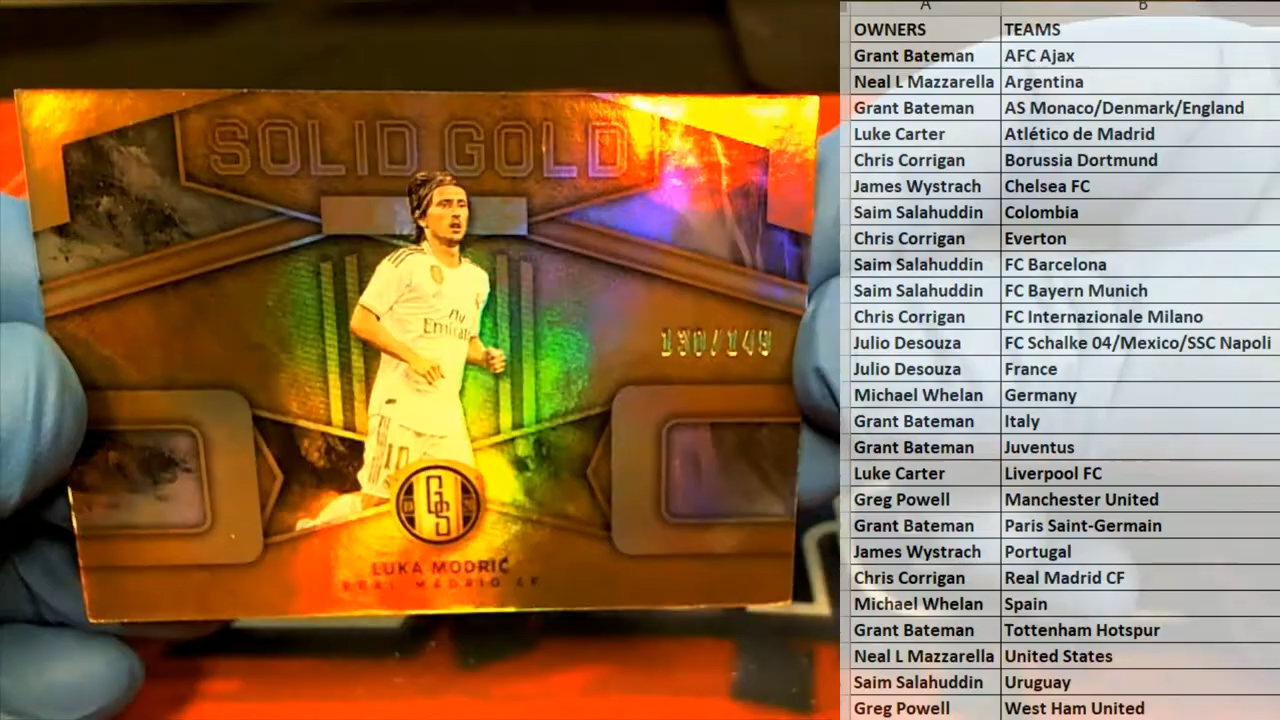 SOLID GOLD
Fly
Emirates
130/149
10
GS
LUKA MODRIĆ
REAL MADRID CF
A B
OWNERS TEAMS
Grant Bateman AFC Ajax
Neal L Mazzarella Argentina
Grant Bateman AS Monaco/Denmark/England
Luke Carter Atlético de Madrid
Chris Corrigan Borussia Dortmund
James Wystrach Chelsea FC
Saim Salahuddin Colombia
Chris Corrigan Everton
Saim Salahuddin FC Barcelona
Saim Salahuddin FC Bayern Munich
Chris Corrigan FC Internazionale Milano
Julio Desouza FC Schalke 04/Mexico/SSC Napoli
Julio Desouza France
Michael Whelan Germany
Grant Bateman Italy
Grant Bateman Juventus
Luke Carter Liverpool FC
Greg Powell Manchester United
Grant Bateman Paris Saint-Germain
James Wystrach Portugal
Chris Corrigan Real Madrid CF
Michael Whelan Spain
Grant Bateman Tottenham Hotspur
Neal L Mazzarella United States
Saim Salahuddin Uruguay
Greg Powell West Ham United